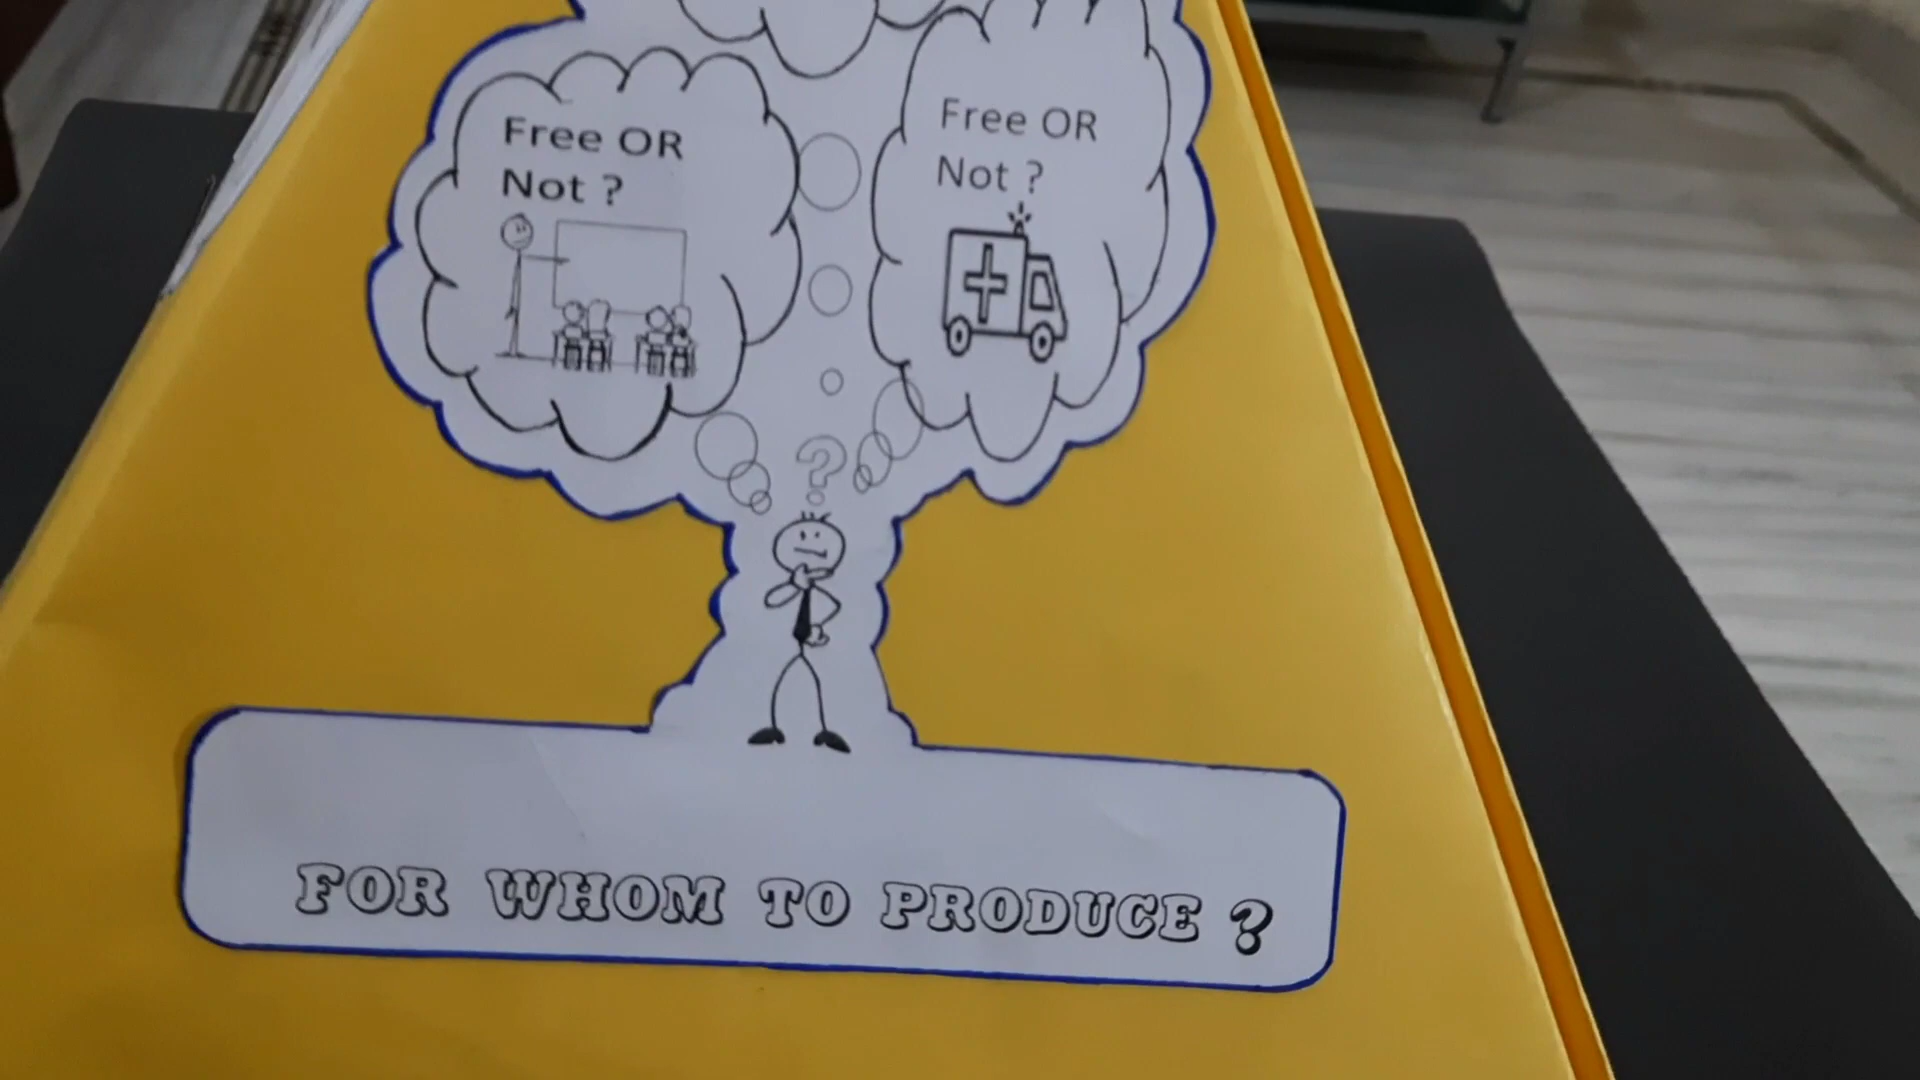 Free OR
Not ?
Free OR
Not ?
?
FOR WHOM TO PRODUCE ?